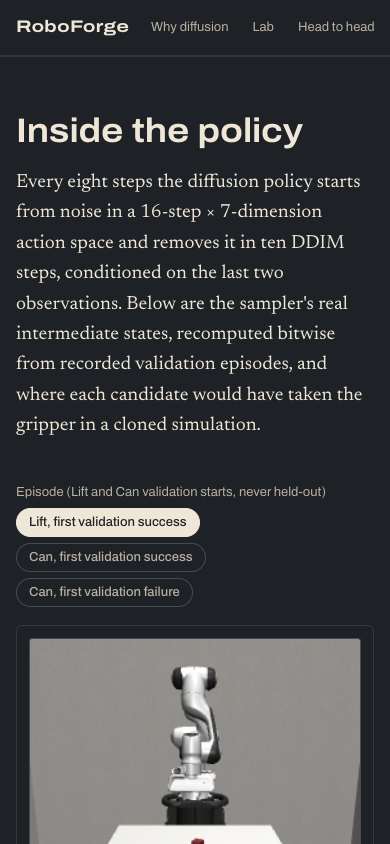 RoboForge Why diffusion Lab Head to head
Inside the policy
Every eight steps the diffusion policy starts
from noise in a 16-step × 7-dimension
action space and removes it in ten DDIM
steps, conditioned on the last two
observations. Below are the sampler's real
intermediate states, recomputed bitwise
from recorded validation episodes, and
where each candidate would have taken the
gripper in a cloned simulation.
Episode (Lift and Can validation starts, never held-out)
Lift, first validation success
Can, first validation success
Can, first validation failure